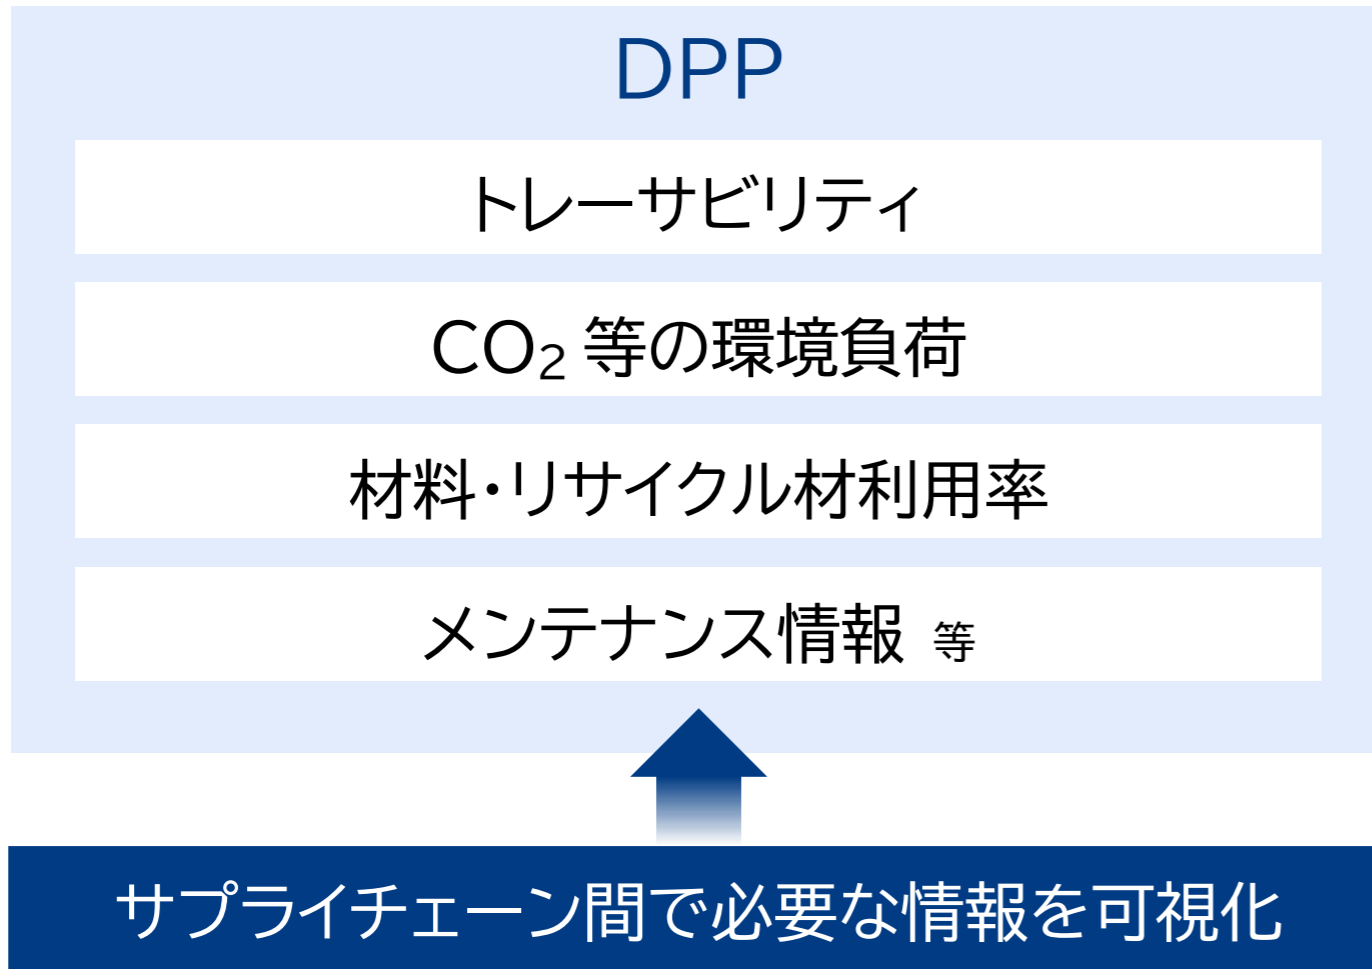 DPP
トレーサビリティ
CO₂ 等の環境負荷
材料・リサイクル材利用率
メンテナンス情報 等
サプライチェーン間で必要な情報を可視化